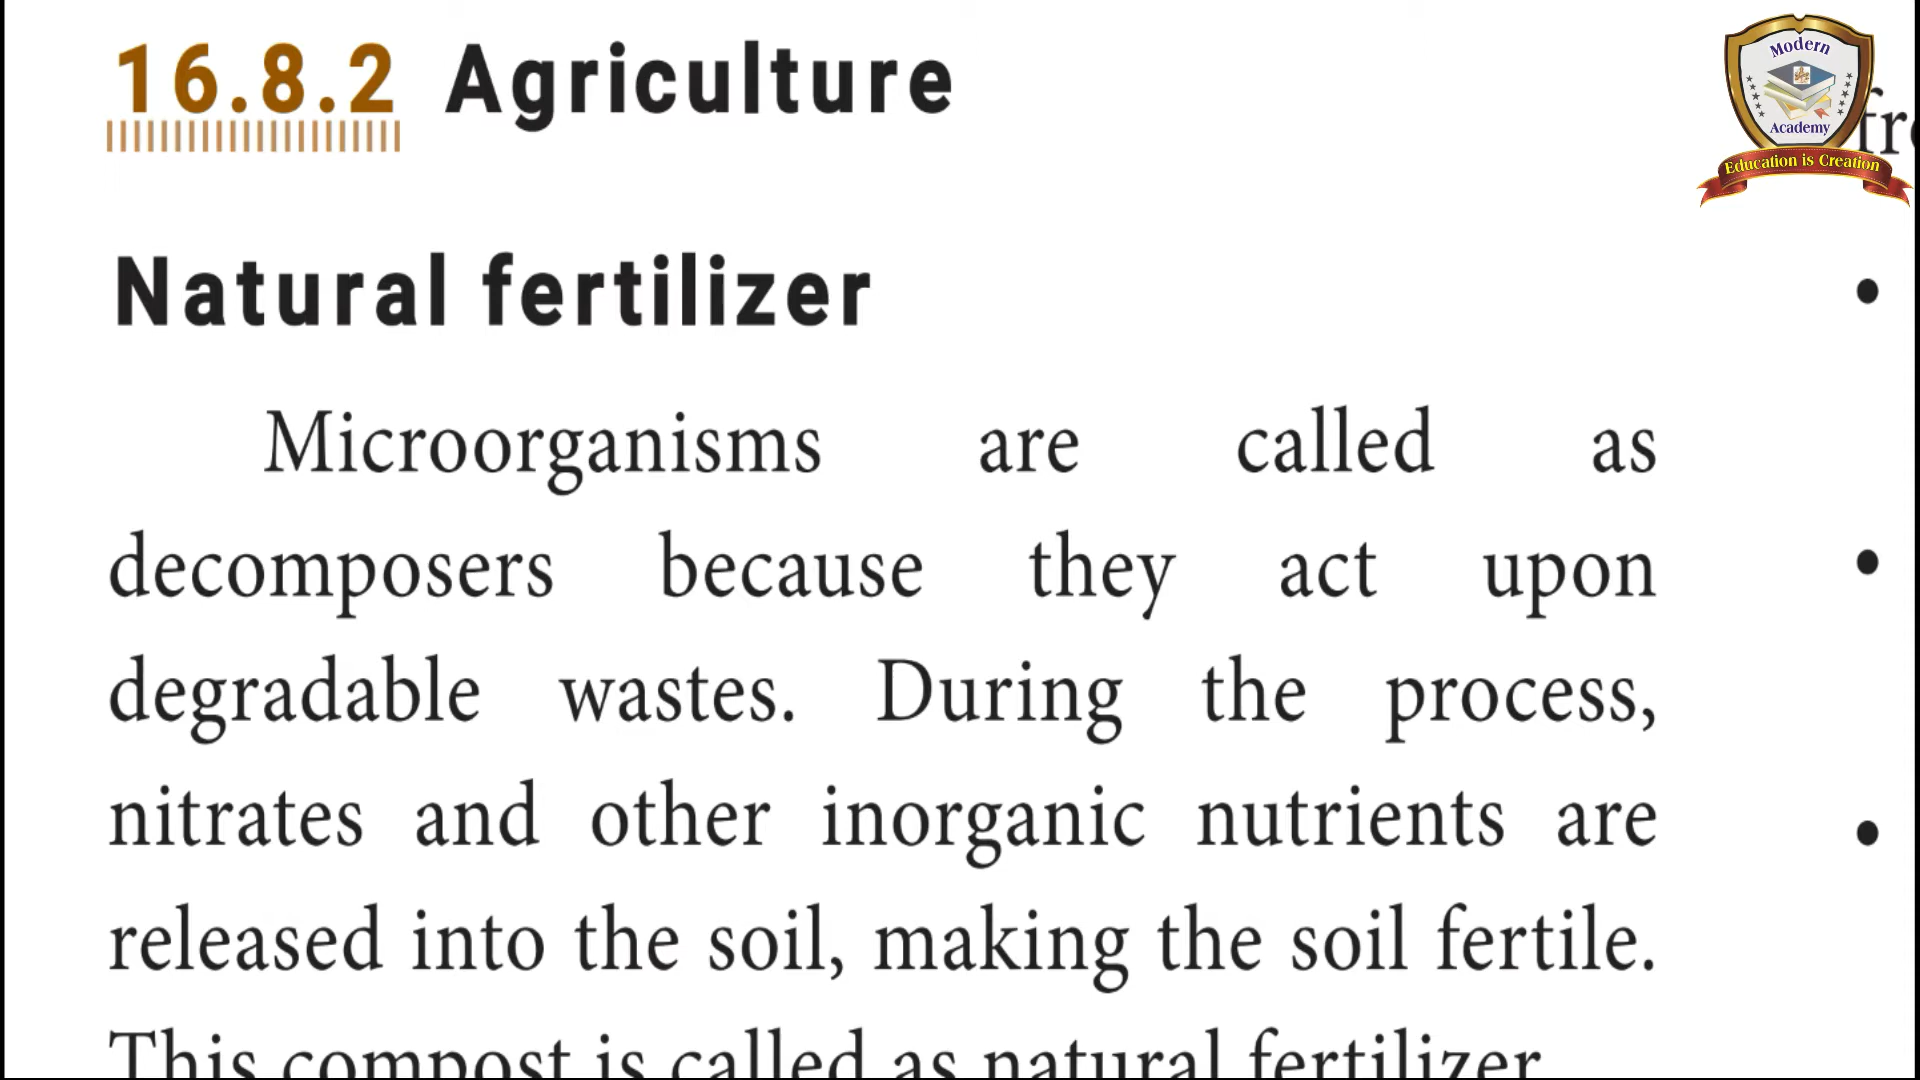 16.8.2 Agriculture
Modern
Academy
Education is Creation
Natural fertilizer
Microorganisms are called as
decomposers because they act upon
degradable wastes. During the process,
nitrates and other inorganic nutrients are
released into the soil, making the soil fertile.
This compost is called as natural fertilizer